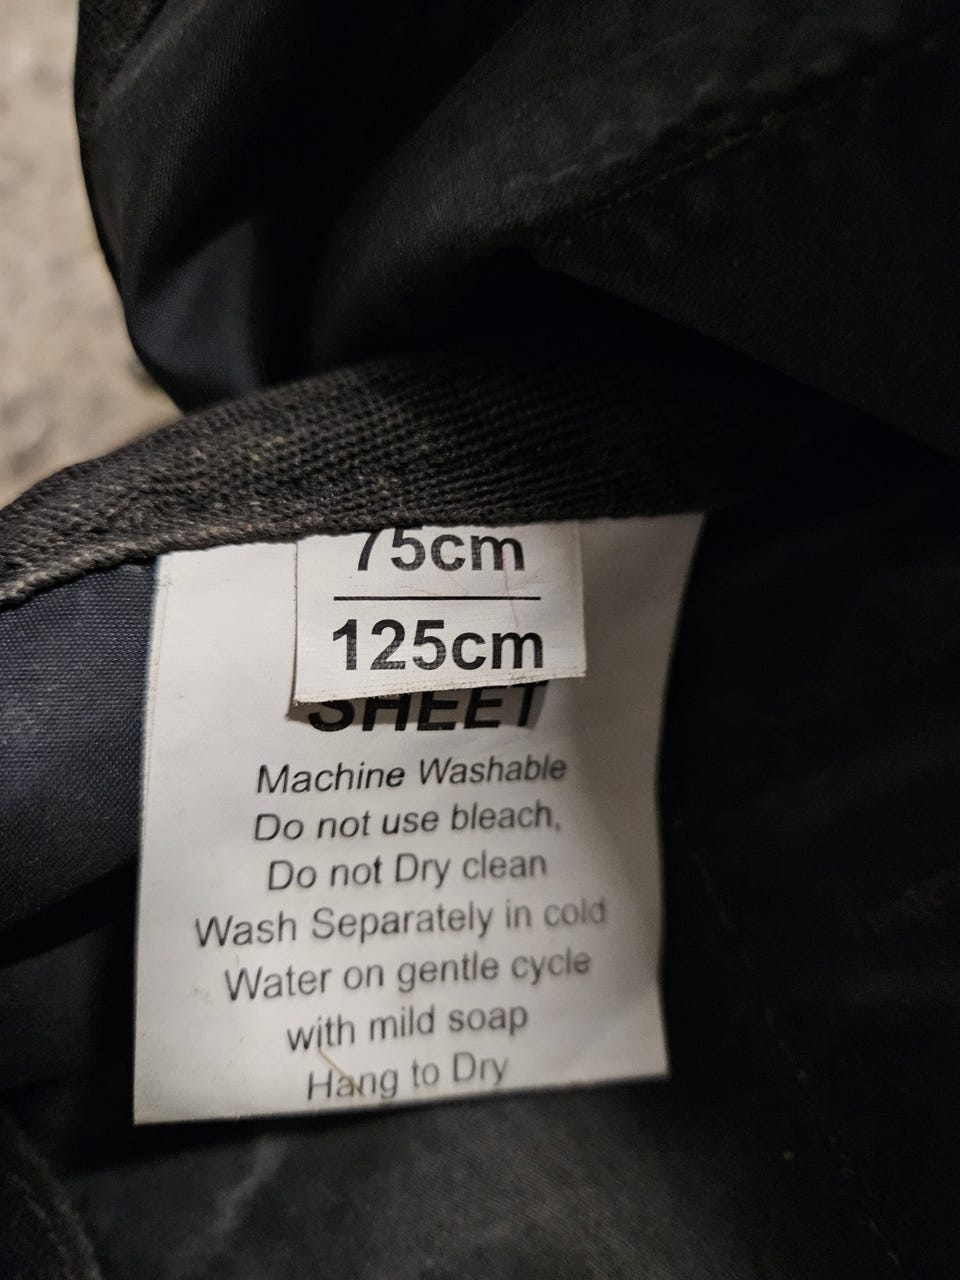 75cm
125cm
SHEET
Machine Washable
Do not use bleach,
Do not Dry clean
Wash Separately in cold
Water on gentle cycle
with mild soap
Hang to Dry